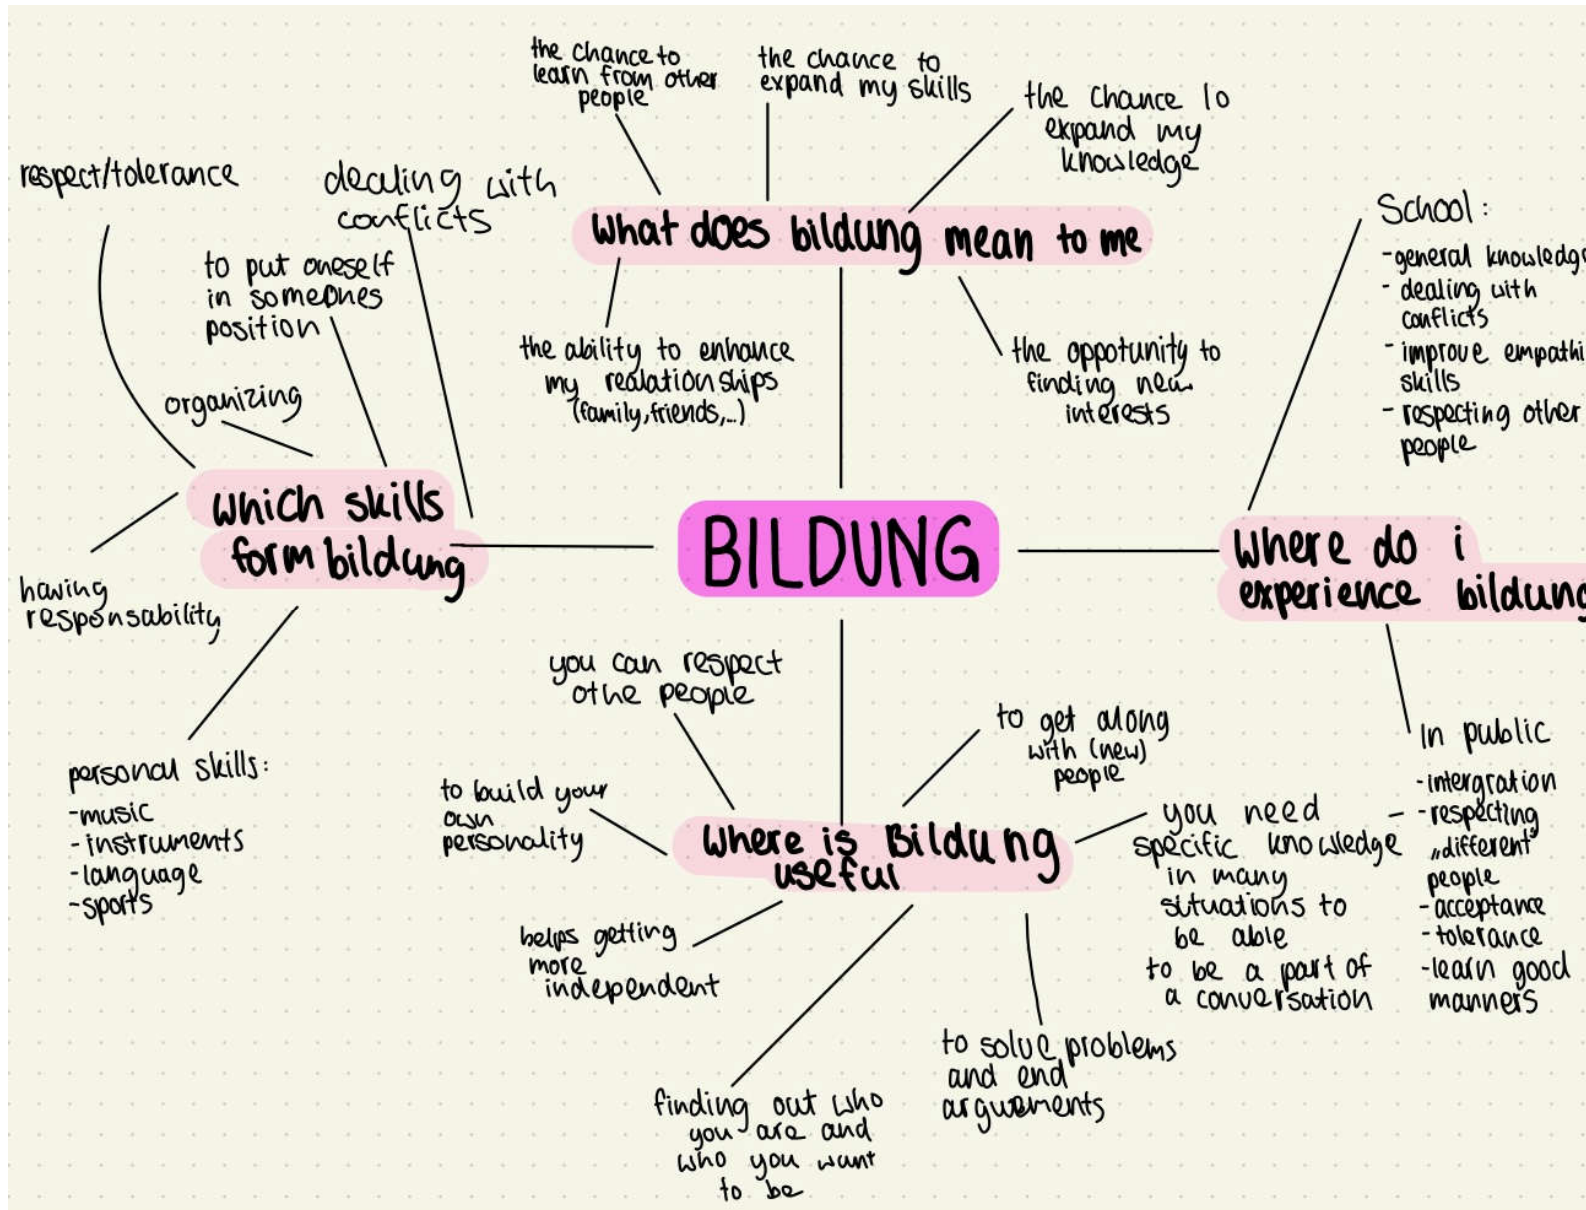 the chance to
learn from other
people
the chance to
expand my skills
the chance to
expand my
knowledge
what does bildung mean to me
the ability to enhance
my realationships
(family, friends,...)
the oppotunity to
finding new
interests
respect/tolerance
dealing with
conflicts
to put oneself
in someones
position
organizing
which skills
form bildung
having
responsability
personal skills:
-music
-instruments
-language
-sports
BILDUNG
School:
-general knowledge
- dealing with
conflicts
- improve empathi
skills
- respecting other
people
where do i
experience bildung
In public
-intergration
-respecting
„different"
people
-acceptance
-tolerance
-learn good
manners
you can respect
othe people
to get along
with (new)
people
to build your
own
personality
where is Bildung
useful
you need
specific knowledge
in many
situations to
be able
to be a part of
a conversation
helps getting
more
independent
finding out who
you are and
who you want
to be
to solve problems
and end
arguements